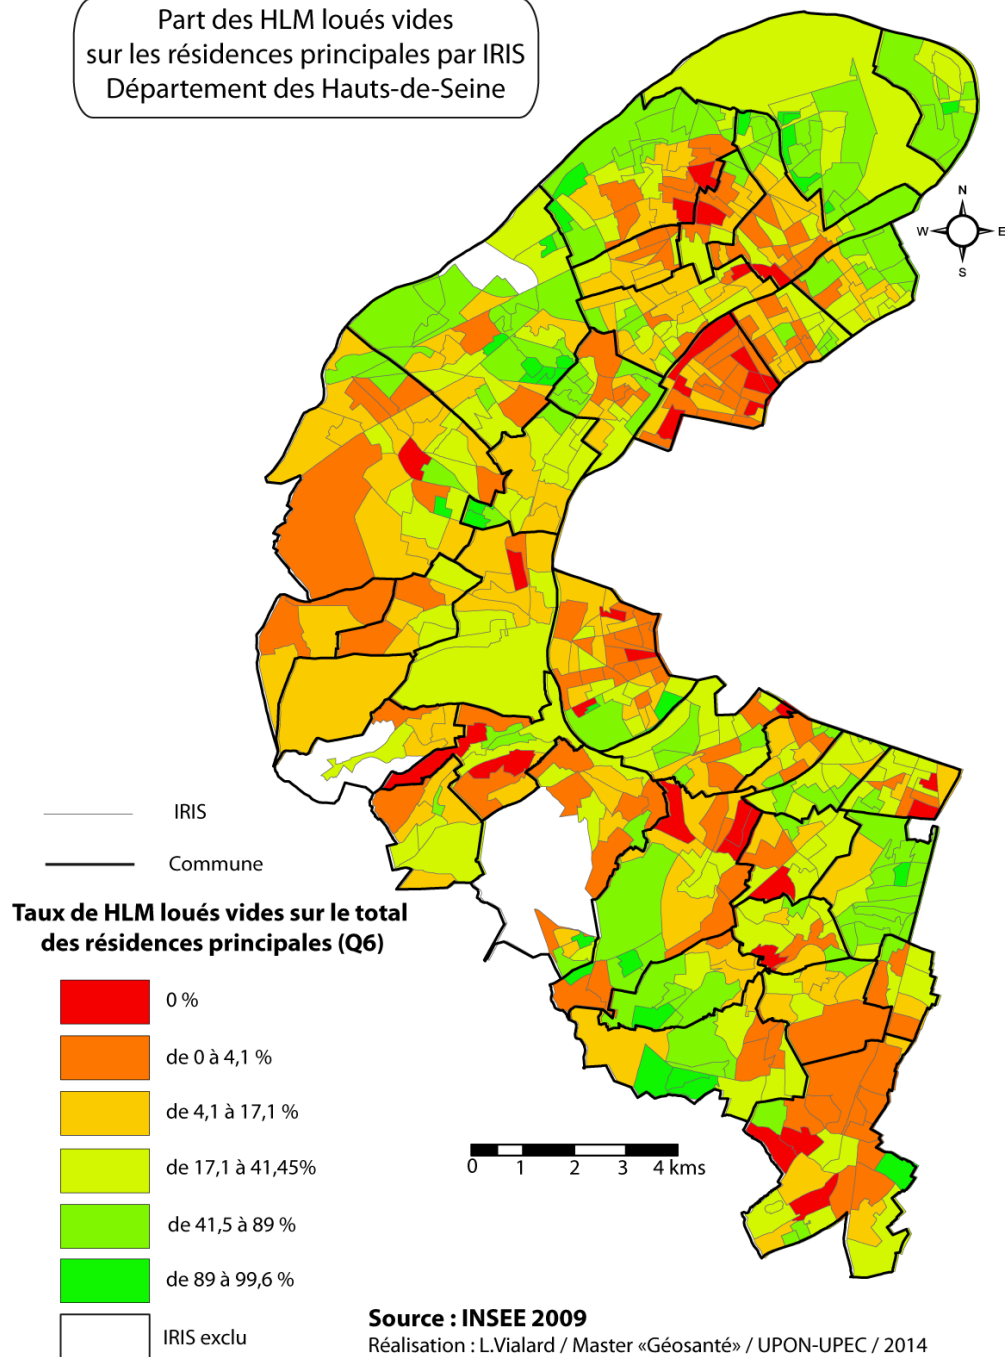 Part des HLM loués vides
sur les résidences principales par IRIS
Département des Hauts-de-Seine
N
W E
S
IRIS
Commune
Taux de HLM loués vides sur le total
des résidences principales (Q6)
0 %
de 0 à 4,1 %
de 4,1 à 17,1 %
de 17,1 à 41,45%
de 41,5 à 89 %
de 89 à 99,6 %
IRIS exclu
0 1 2 3 4 kms
Source : INSEE 2009
Réalisation : L.Vialard / Master «Géosanté» / UPON-UPEC / 2014